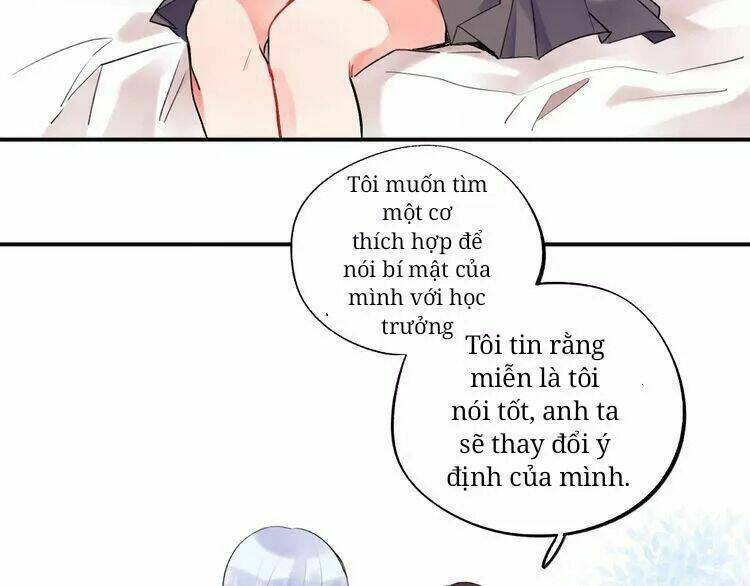 Tôi muốn tìm
một cơ
thích hợp để
nói bí mật của
mình với học
trưởng
Tôi tin rằng
miễn là tôi
nói tốt, anh ta
sẽ thay đổi ý
định của mình.